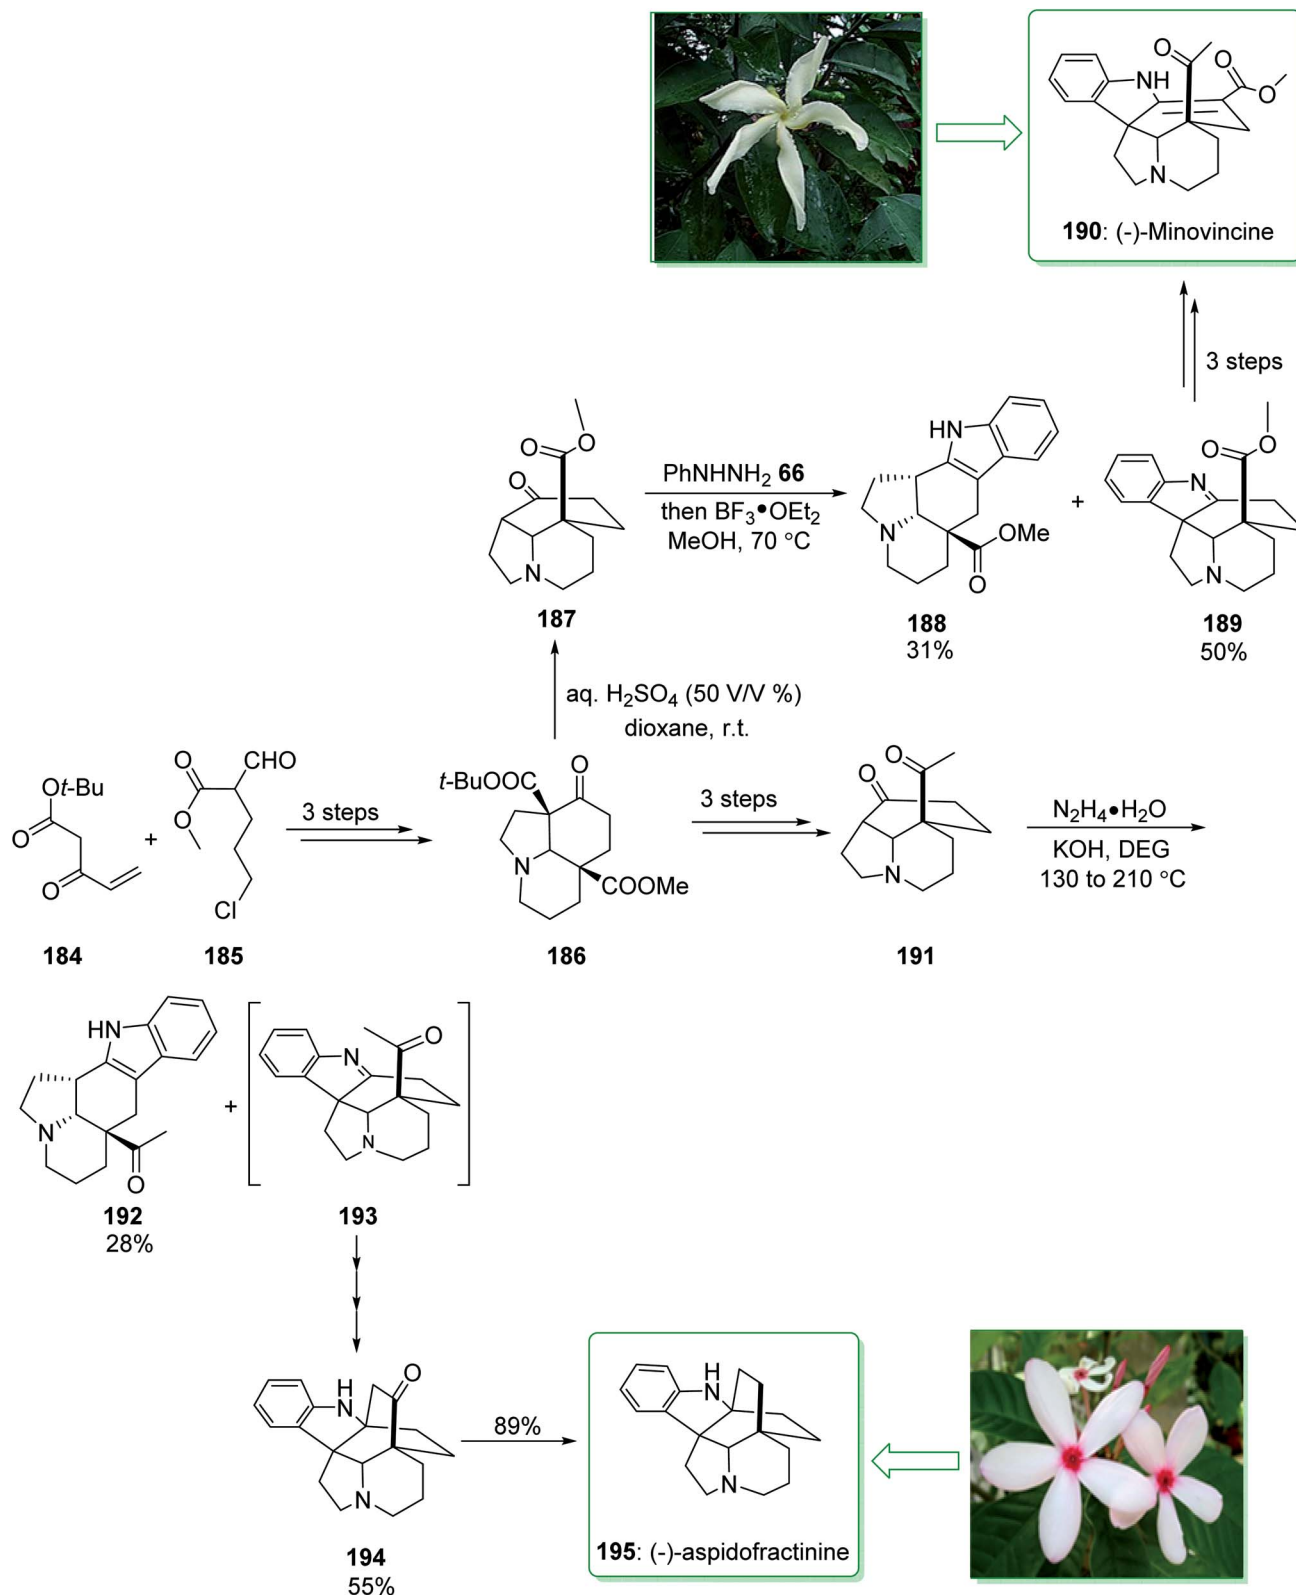 O
O
NH
O
N
190: (-)-Minovincine
3 steps
O
O
O
N
187
PhNHNH₂ 66
then BF₃•OEt₂
MeOH, 70 °C
HN
N
OMe
O
188
31%
+
O
O
N
N
189
50%
aq. H₂SO₄ (50 V/V %)
dioxane, r.t.
Ot-Bu
O
O
184
+
O
CHO
O
Cl
185
3 steps
t-BuOOC
O
N
COOMe
186
3 steps
O
O
N
191
N₂H₄•H₂O
KOH, DEG
130 to 210 °C
HN
N
O
192
28%
+
N
O
N
193
H
N
O
N
194
55%
89%
H
N
N
195: (-)-aspidofractinine